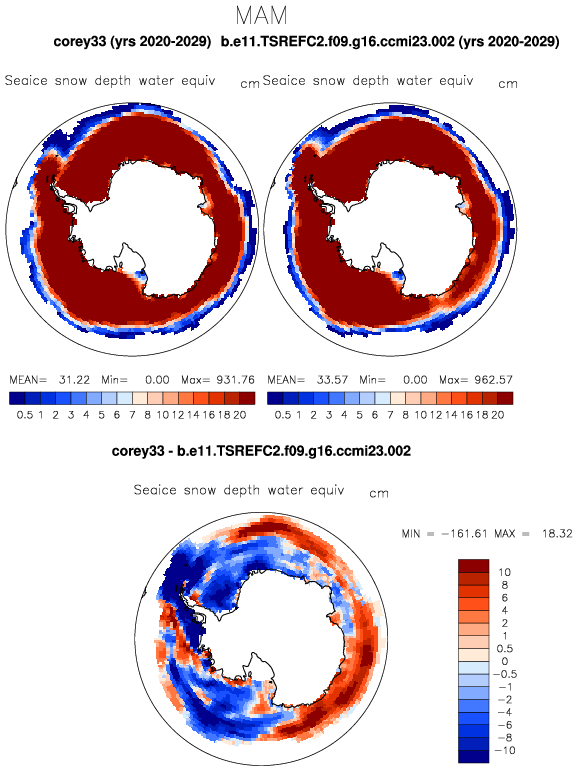 MAM
corey33 (yrs 2020-2029) b.e11.TSREFC2.f09.g16.ccmi23.002 (yrs 2020-2029)
Seaice snow depth water equiv cm Seaice snow depth water equiv cm
MEAN= 31.22 Min= 0.00 Max= 931.76 MEAN= 33.57 Min= 0.00 Max= 962.57
0.5 1 2 3 4 5 6 7 8 10 12 14 16 18 20 0.5 1 2 3 4 5 6 7 8 10 12 14 16 18 20
corey33 - b.e11.TSREFC2.f09.g16.ccmi23.002
Seaice snow depth water equiv cm
MIN = -161.61 MAX = 18.32
10
8
6
4
2
1
0.5
0
-0.5
-1
-2
-4
-6
-8
-10